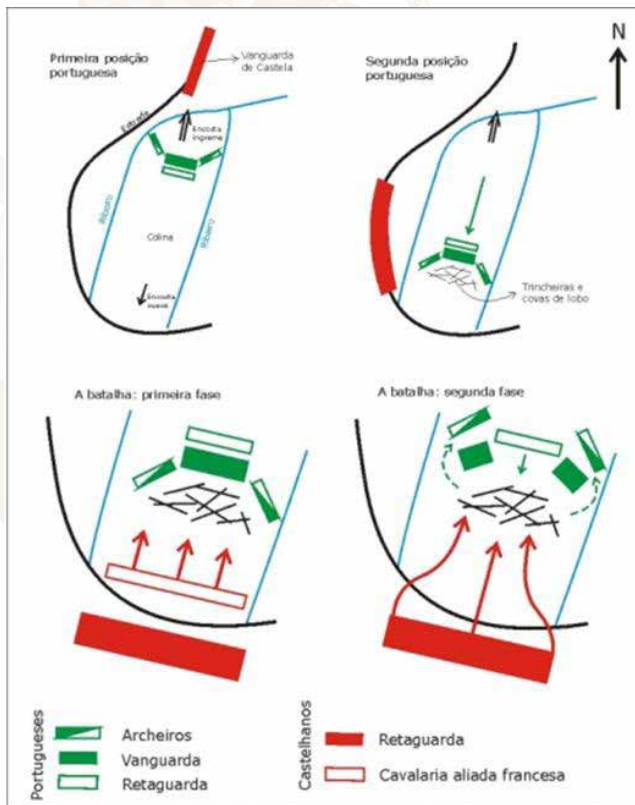 Primeira posição
portuguesa
Vanguarda
de Castela
Estrada
Encosta
íngreme
Ribeiro
Colina
Ribeiro
Encosta
suave
Segunda posição
portuguesa
N
Trincheiras e
covas de lobo
A batalha: primeira fase
A batalha: segunda fase
Portugueses
Archeiros
Vanguarda
Retaguarda
Castelhanos
Retaguarda
Cavalaria aliada francesa